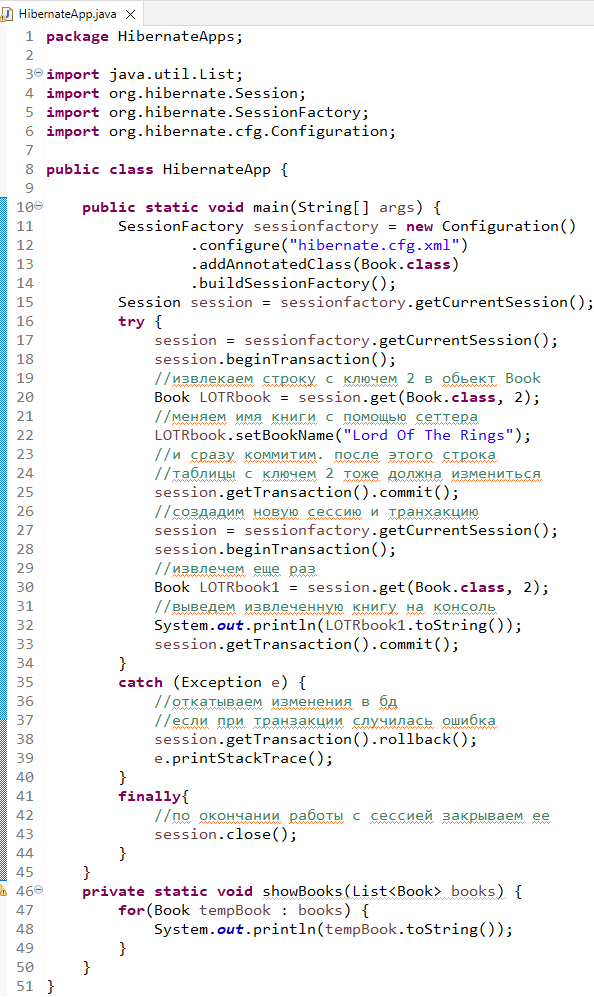 HibernateApp.java
1 package HibernateApps;
2
3 import java.util.List;
4 import org.hibernate.Session;
5 import org.hibernate.SessionFactory;
6 import org.hibernate.cfg.Configuration;
7
8 public class HibernateApp {
9
10 public static void main(String[] args) {
11 SessionFactory sessionfactory = new Configuration()
12 .configure("hibernate.cfg.xml")
13 .addAnnotatedClass(Book.class)
14 .buildSessionFactory();
15 Session session = sessionfactory.getCurrentSession();
16 try {
17 session = sessionfactory.getCurrentSession();
18 session.beginTransaction();
19 //извлекаем строку с ключем 2 в обьект Book
20 Book LOTRbook = session.get(Book.class, 2);
21 //меняем имя книги с помощью сеттера
22 LOTRbook.setBookName("Lord Of The Rings");
23 //и сразу коммитим. после этого строка
24 //таблицы с ключем 2 тоже должна измениться
25 session.getTransaction().commit();
26 //создадим новую сессию и транхакцию
27 session = sessionfactory.getCurrentSession();
28 session.beginTransaction();
29 //извлечем еще раз
30 Book LOTRbook1 = session.get(Book.class, 2);
31 //выведем извлеченную книгу на консоль
32 System.out.println(LOTRbook1.toString());
33 session.getTransaction().commit();
34 }
35 catch (Exception e) {
36 //откатываем изменения в бд
37 //если при транзакции случилась ошибка
38 session.getTransaction().rollback();
39 e.printStackTrace();
40 }
41 finally{
42 //по окончании работы с сессией закрываем ее
43 session.close();
44 }
45 }
46 private static void showBooks(List<Book> books) {
47 for(Book tempBook : books) {
48 System.out.println(tempBook.toString());
49 }
50 }
51 }